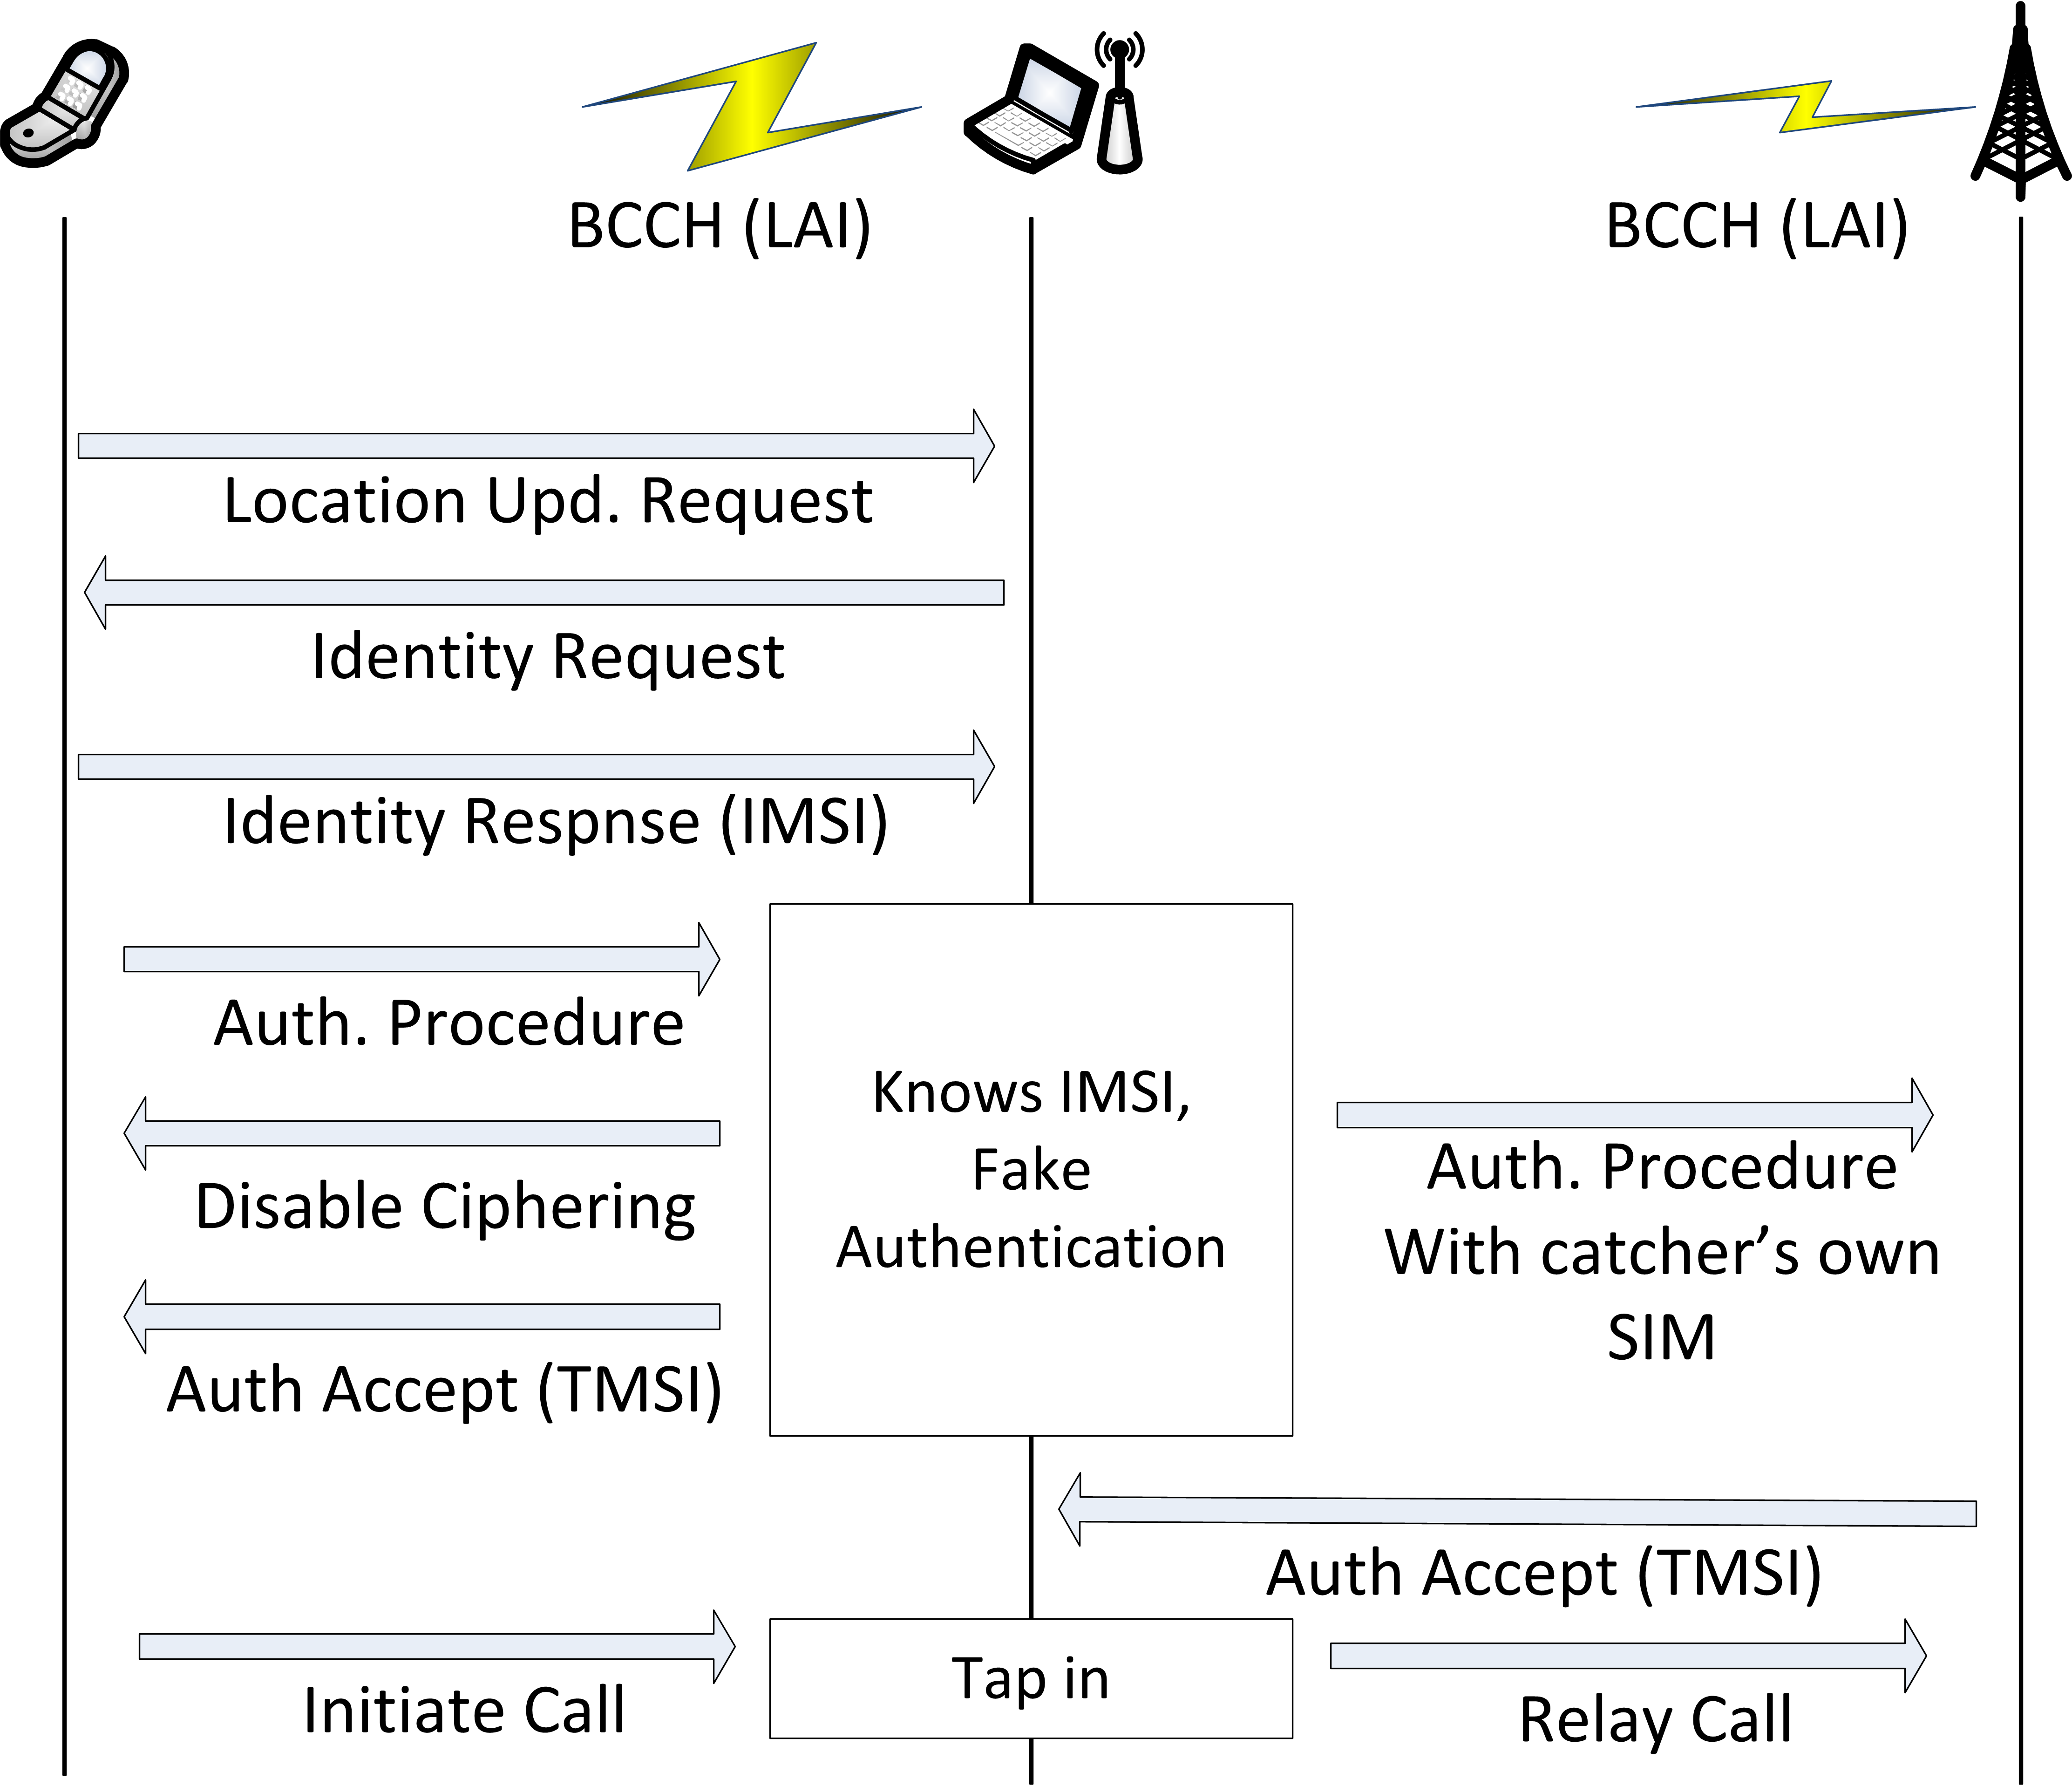 BCCH (LAI)
BCCH (LAI)
Location Upd. Request
Identity Request
Identity Respnse (IMSI)
Auth. Procedure
Disable Ciphering
Auth Accept (TMSI)
Knows IMSI,
Fake
Authentication
Auth. Procedure
With catcher’s own
SIM
Auth Accept (TMSI)
Initiate Call
Tap in
Relay Call